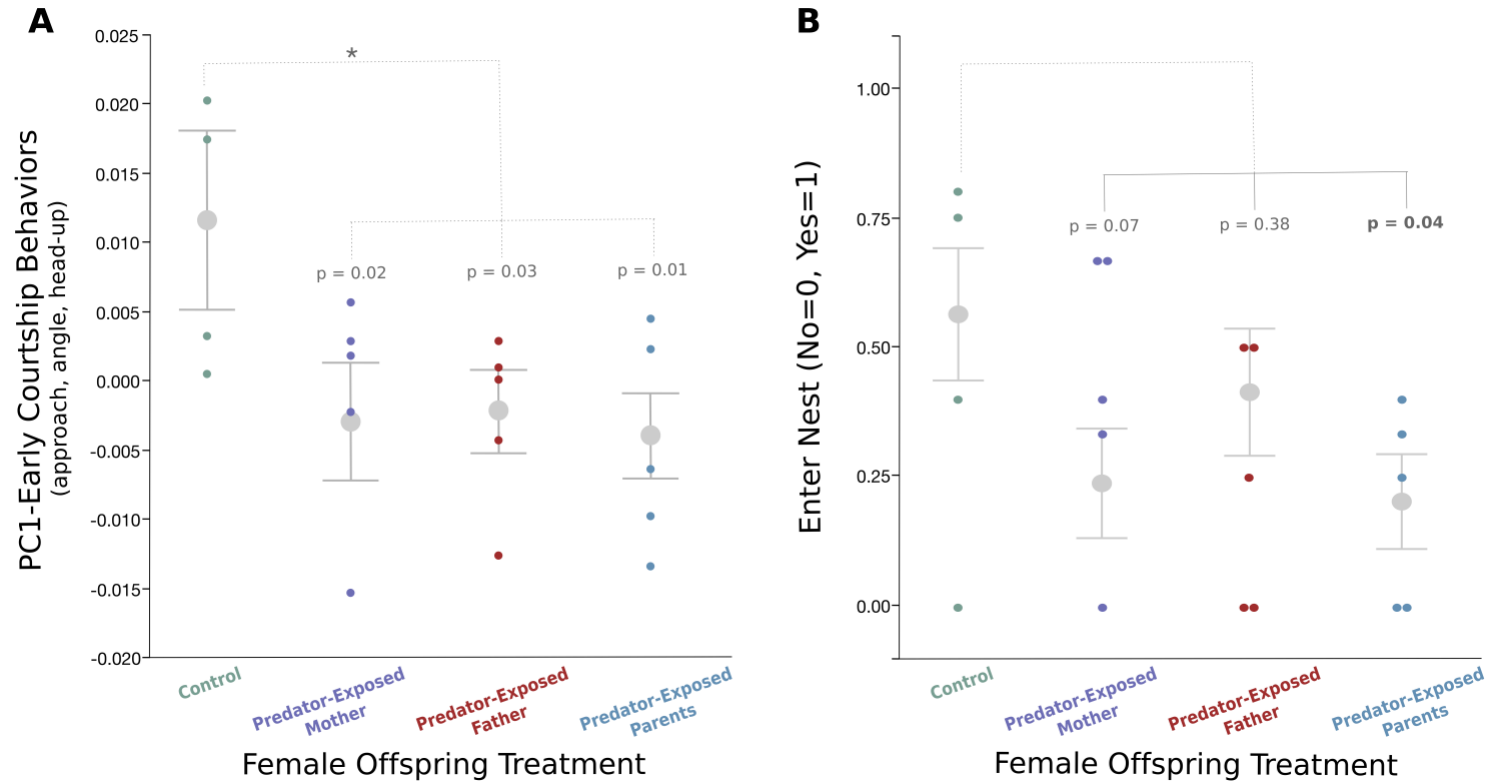 A
PC1-Early Courtship Behaviors
(approach, angle, head-up)
0.025
0.020
0.015
0.010
0.005
0.000
-0.005
-0.010
-0.015
-0.020
*
p = 0.02
p = 0.03
p = 0.01
Control
Predator-Exposed
Mother
Predator-Exposed
Father
Predator-Exposed
Parents
Female Offspring Treatment
B
Enter Nest (No=0, Yes=1)
1.00
0.75
0.50
0.25
0.00
p = 0.07
p = 0.38
p = 0.04
Control
Predator-Exposed
Mother
Predator-Exposed
Father
Predator-Exposed
Parents
Female Offspring Treatment